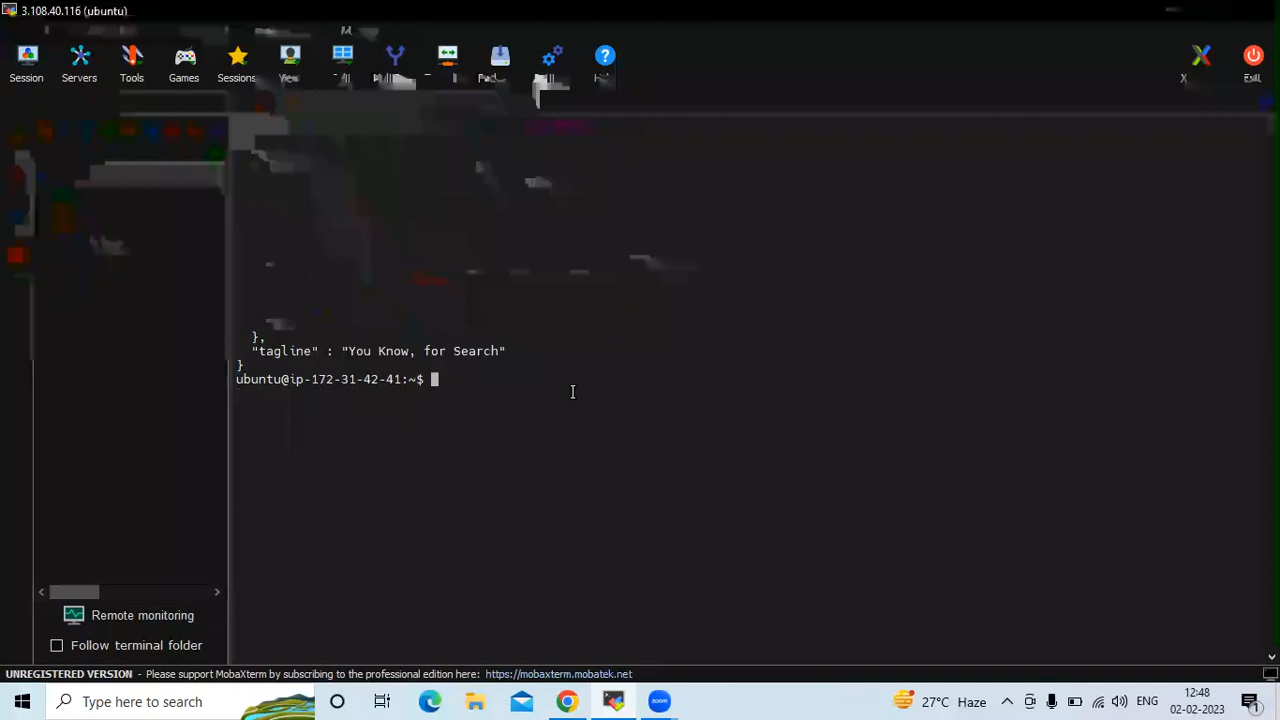 3.108.40.116 (ubuntu)
Session Servers Tools Games Sessions
},
"tagline" : "You Know, for Search"
}
ubuntu@ip-172-31-42-41:~$
Remote monitoring
Follow terminal folder
UNREGISTERED VERSION - Please support MobaXterm by subscribing to the professional edition here: https://mobaxterm.mobatek.net
Type here to search
zoom
27°C Haze
ENG
12:48
02-02-2023
1